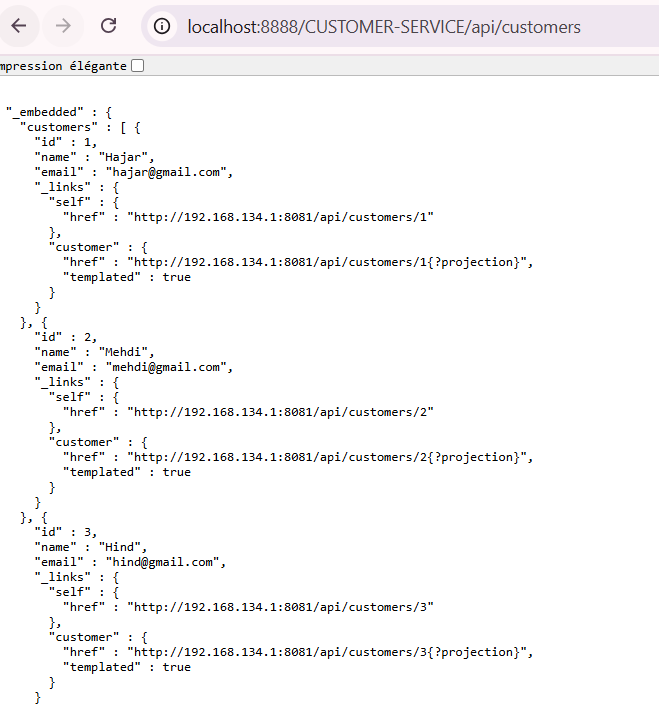 localhost:8888/CUSTOMER-SERVICE/api/customers
mpression élégante
"_embedded" : {
"customers" : [ {
"id" : 1,
"name" : "Hajar",
"email" : "hajar@gmail.com",
"_links" : {
"self" : {
"href" : "http://192.168.134.1:8081/api/customers/1"
},
"customer" : {
"href" : "http://192.168.134.1:8081/api/customers/1{?projection}",
"templated" : true
}
}
}, {
"id" : 2,
"name" : "Mehdi",
"email" : "mehdi@gmail.com",
"_links" : {
"self" : {
"href" : "http://192.168.134.1:8081/api/customers/2"
},
"customer" : {
"href" : "http://192.168.134.1:8081/api/customers/2{?projection}",
"templated" : true
}
}
}, {
"id" : 3,
"name" : "Hind",
"email" : "hind@gmail.com",
"_links" : {
"self" : {
"href" : "http://192.168.134.1:8081/api/customers/3"
},
"customer" : {
"href" : "http://192.168.134.1:8081/api/customers/3{?projection}",
"templated" : true
}
}